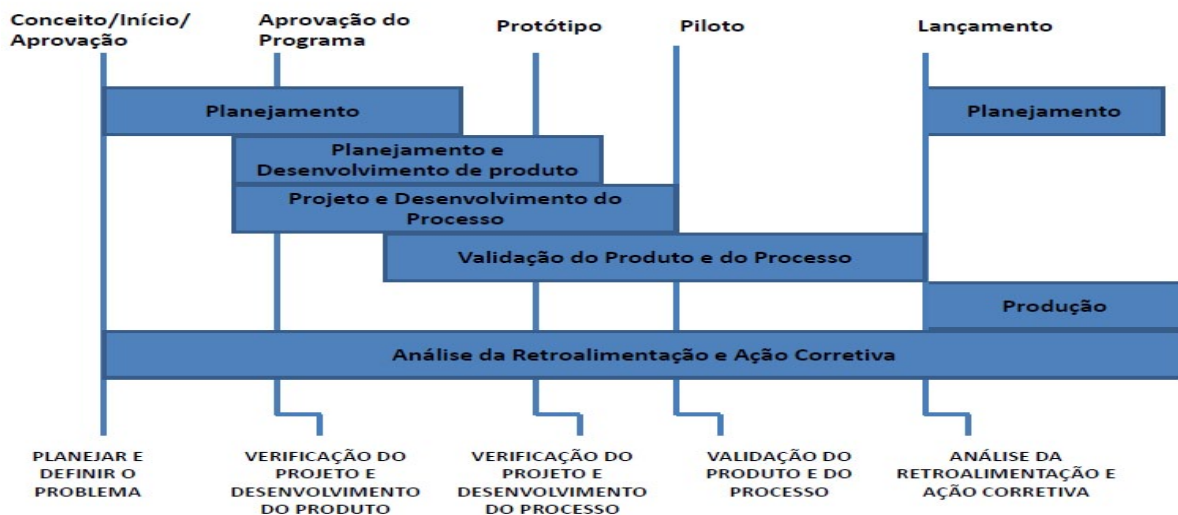 Conceito/Início/
Aprovação
Aprovação do
Programa
Protótipo
Piloto
Lançamento
Planejamento
Planejamento
Planejamento e
Desenvolvimento de produto
Projeto e Desenvolvimento do
Processo
Validação do Produto e do Processo
Produção
Análise da Retroalimentação e Ação Corretiva
PLANEJAR E
DEFINIR O
PROBLEMA
VERIFICAÇÃO DO
PROJETO E
DESENVOLVIMENTO
DO PRODUTO
VERIFICAÇÃO DO
PROJETO E
DESENVOLVIMENTO
DO PROCESSO
VALIDAÇÃO DO
PRODUTO E DO
PROCESSO
ANÁLISE DA
RETROALIMENTAÇÃO E
AÇÃO CORRETIVA